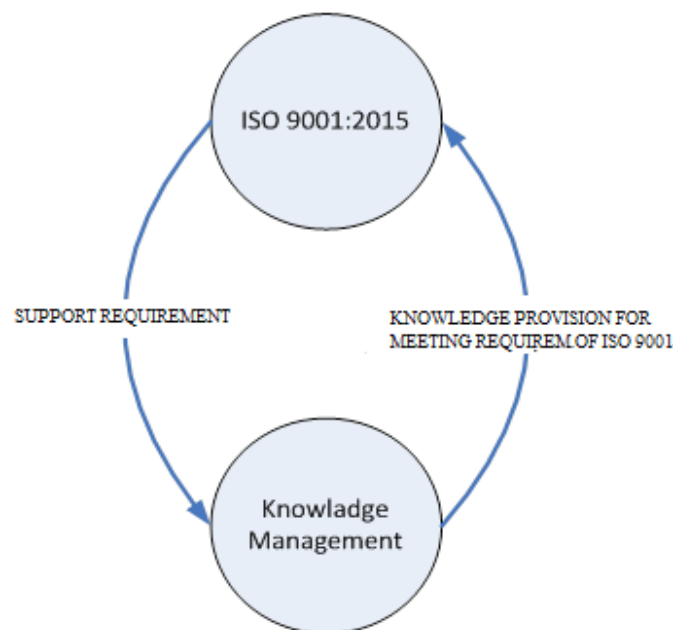 ISO 9001:2015
SUPPORT REQUIREMENT
KNOWLEDGE PROVISION FOR
MEETING REQUIREM.OF ISO 9001
Knowladge
Management